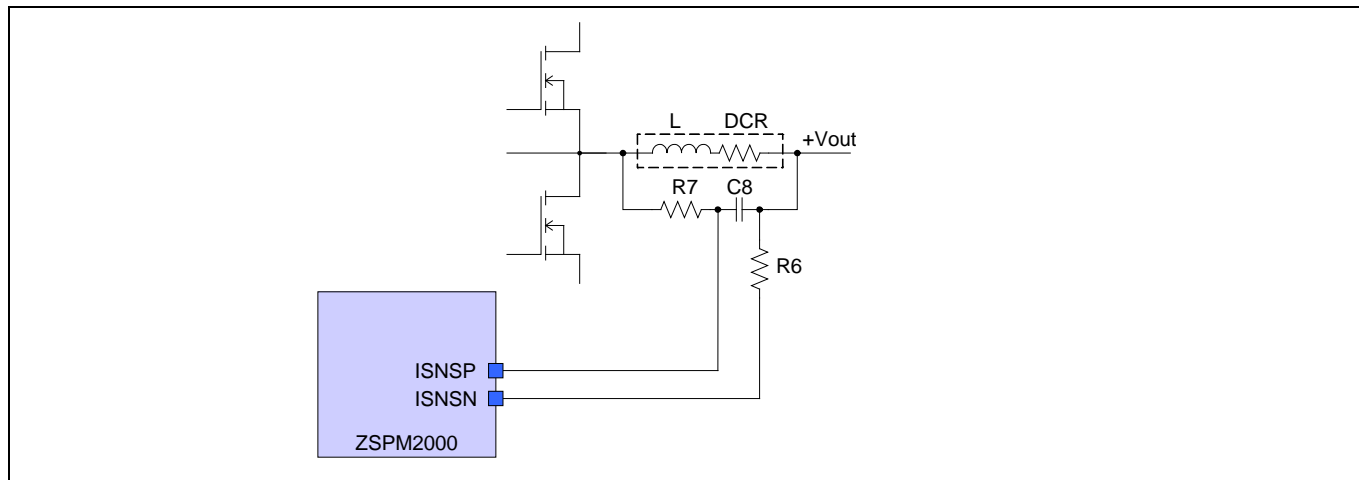 L
DCR
+Vout
R7
C8
R6
ISNSP
ISNSN
ZSPM2000